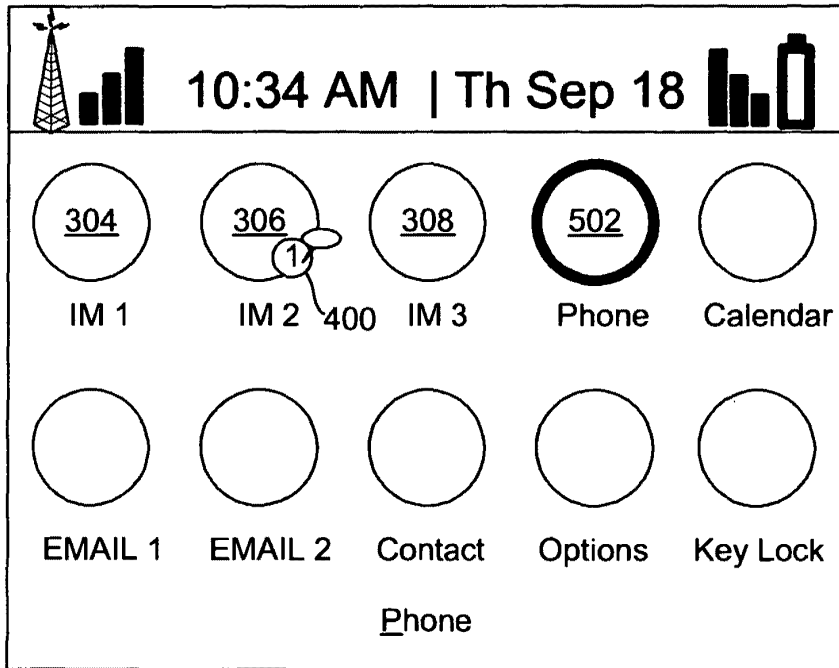 10:34 AM | Th Sep 18
304 306 308 502
1
IM 1 IM 2 400 IM 3 Phone Calendar
EMAIL 1 EMAIL 2 Contact Options Key Lock
Phone